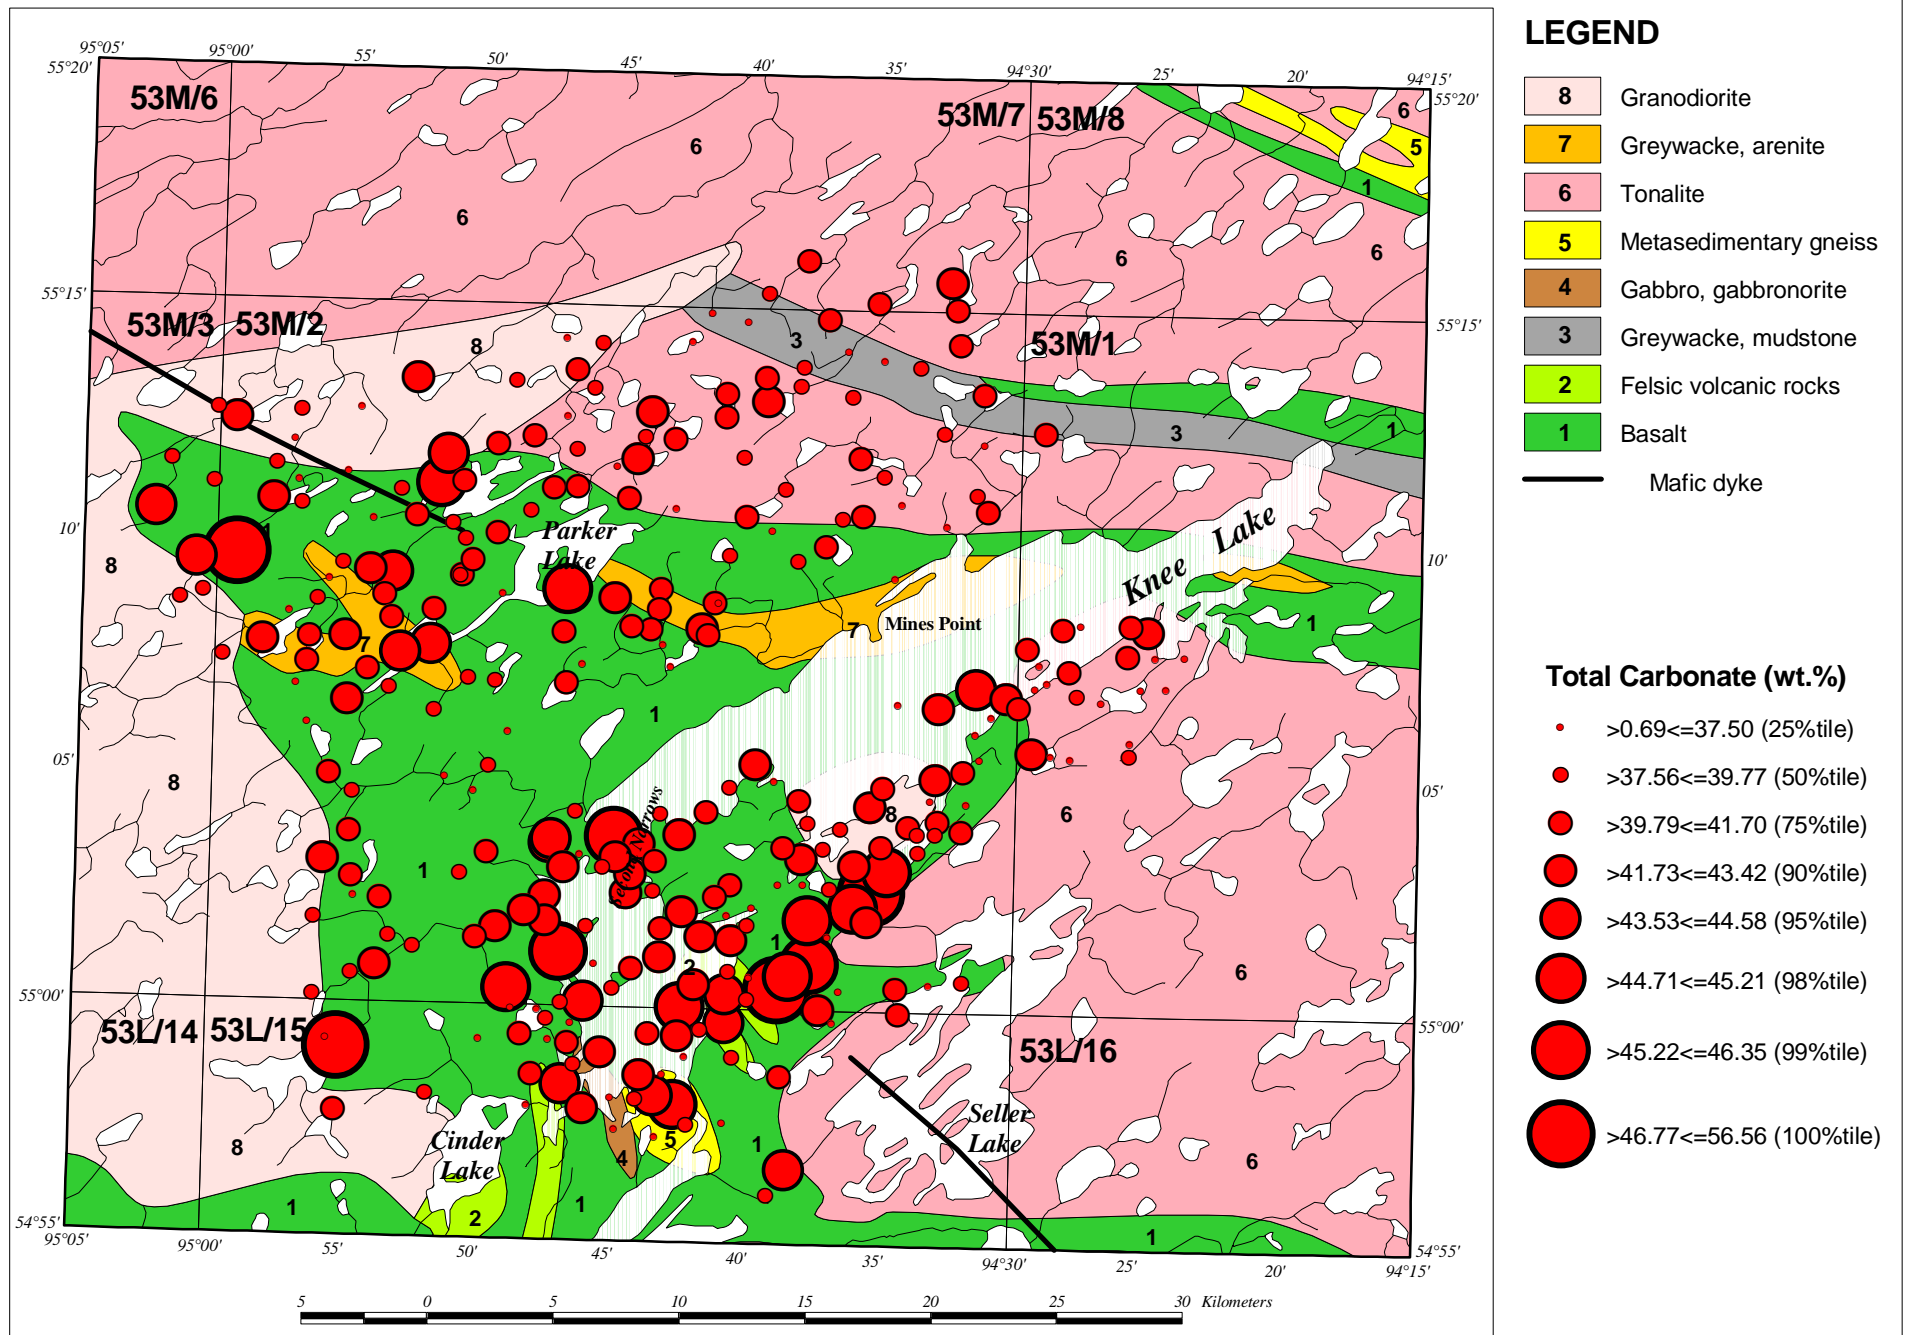 95°05'
95°00'
55'
50'
45'
40'
35'
94°30'
25'
20'
94°15'
55°20'
55°20'
53M/6
53M/7
53M/8
6
6
6
6
6
5
1
55°15'
55°15'
53M/3
53M/2
53M/1
8
3
3
1
10'
10'
1
8
Parker
Lake
Knee Lake
7
7
Mines Point
1
1
05'
05'
8
8
6
1
Second Narrows
1
2
6
55°00'
55°00'
53L/14
53L/15
53L/16
8
Cinder
Lake
Seller
Lake
5
4
1
6
1
2
1
1
54°55'
54°55'
95°05'
95°00'
55'
50'
45'
40'
35'
94°30'
25'
20'
94°15'
5 0 5 10 15 20 25 30 Kilometers
LEGEND
8 Granodiorite
7 Greywacke, arenite
6 Tonalite
5 Metasedimentary gneiss
4 Gabbro, gabbronorite
3 Greywacke, mudstone
2 Felsic volcanic rocks
1 Basalt
Mafic dyke
Total Carbonate (wt.%)
>0.69<=37.50 (25%tile)
>37.56<=39.77 (50%tile)
>39.79<=41.70 (75%tile)
>41.73<=43.42 (90%tile)
>43.53<=44.58 (95%tile)
>44.71<=45.21 (98%tile)
>45.22<=46.35 (99%tile)
>46.77<=56.56 (100%tile)